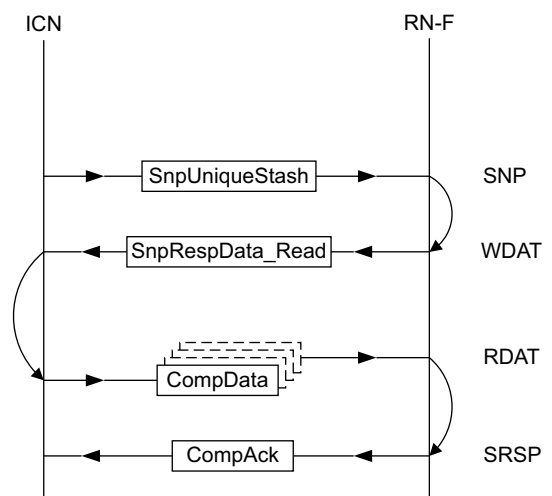 ICN RN-F
SnpUniqueStash SNP
SnpRespData_Read WDAT
RDAT
CompData
CompAck SRSP